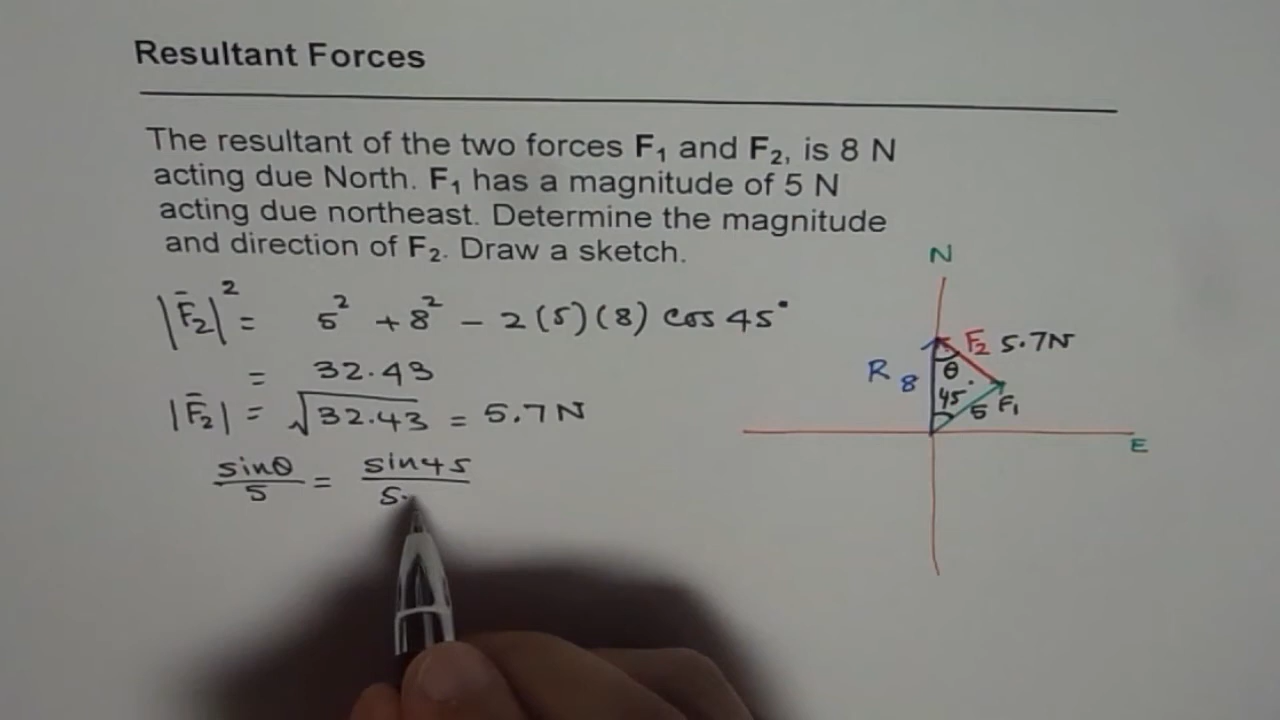 Resultant Forces
The resultant of the two forces F₁ and F₂, is 8 N
acting due North. F₁ has a magnitude of 5 N
acting due northeast. Determine the magnitude
and direction of F₂. Draw a sketch.
|F̄₂|² = 5² + 8² - 2(5)(8) cos 45°
= 32.43
|F̄₂| = √32.43 = 5.7 N
sinθ/5 = sin45/5.
N
F₂ 5.7N
R 8 θ
45°
5 F₁
E